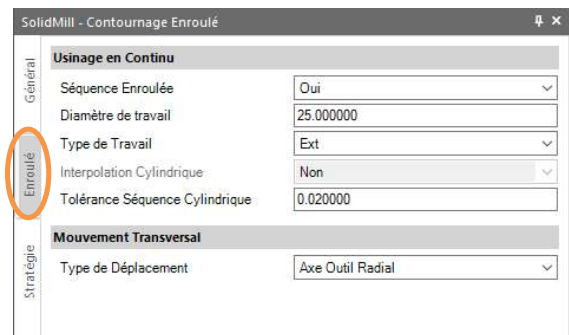 SolidMill - Contournage Enroulé
Général
Enroulé
Stratégie
Usinage en Continu
Séquence Enroulée Oui
Diamètre de travail 25.000000
Type de Travail Ext
Interpolation Cylindrique Non
Tolérance Séquence Cylindrique 0.020000
Mouvement Transversal
Type de Déplacement Axe Outil Radial